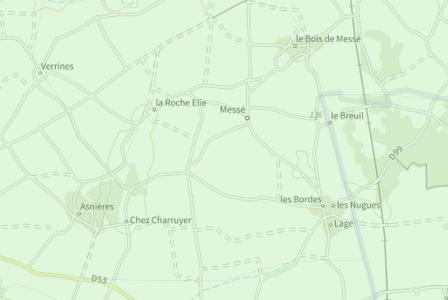 le Bois de Messé
Verrines
la Roche Elie
Messé
136
le Breuil
D99
les Bordes
les Nugues
Asnières
Chez Charruyer
Lage
D55